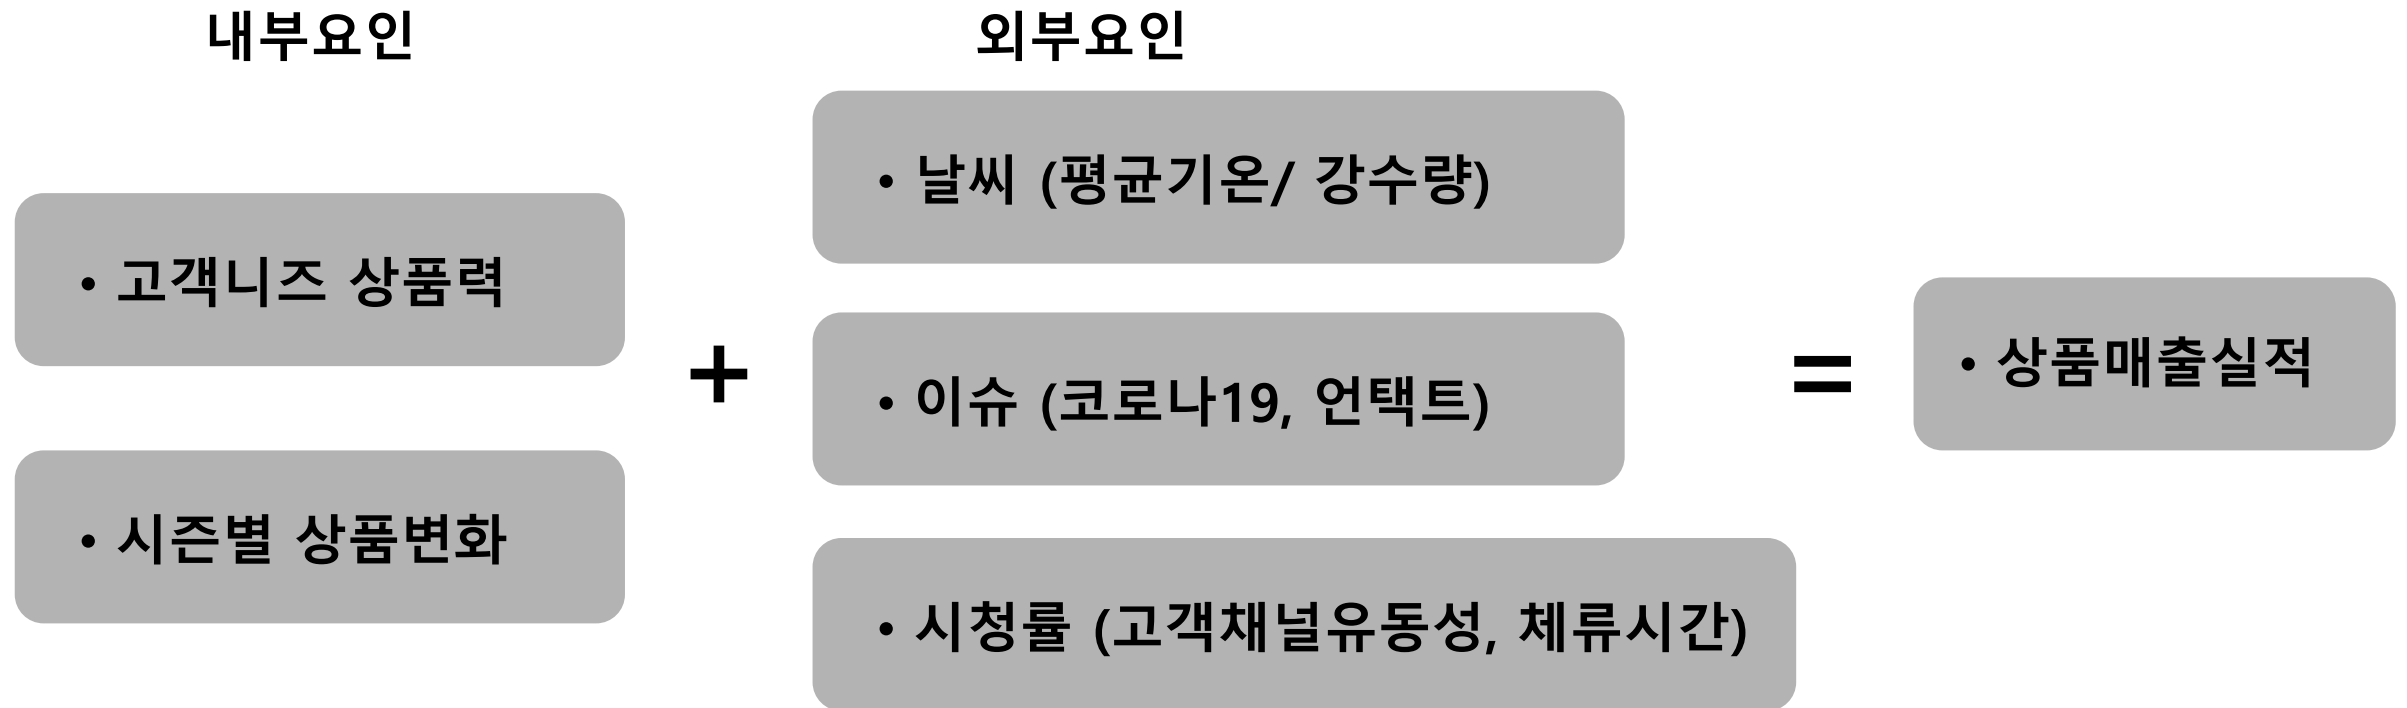 내부요인
• 고객니즈 상품력
• 시즌별 상품변화
+
외부요인
• 날씨 (평균기온/ 강수량)
• 이슈 (코로나19, 언택트)
• 시청률 (고객채널유동성, 체류시간)
=
• 상품매출실적